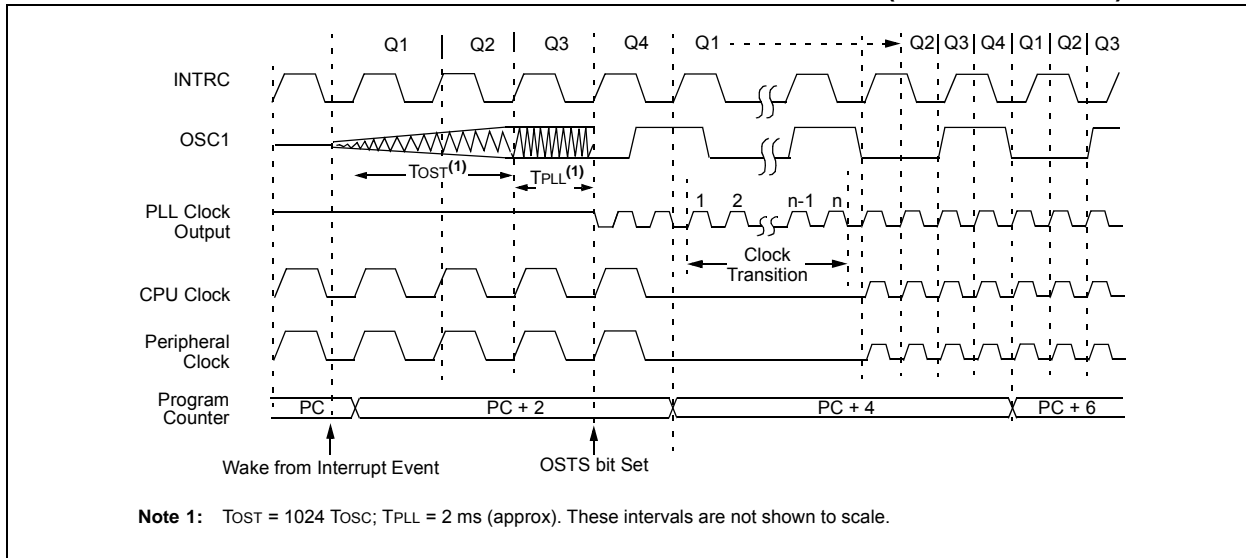 Q1 Q2 Q3 Q4 Q1 Q2 Q3 Q4 Q1 Q2 Q3
INTRC
OSC1
TOST(1) TPLL(1)
1 2 n-1 n
PLL Clock
Output
Clock
Transition
CPU Clock
Peripheral
Clock
Program
Counter
PC PC + 2 PC + 4 PC + 6
Wake from Interrupt Event OSTS bit Set
Note 1: TOST = 1024 TOSC; TPLL = 2 ms (approx). These intervals are not shown to scale.